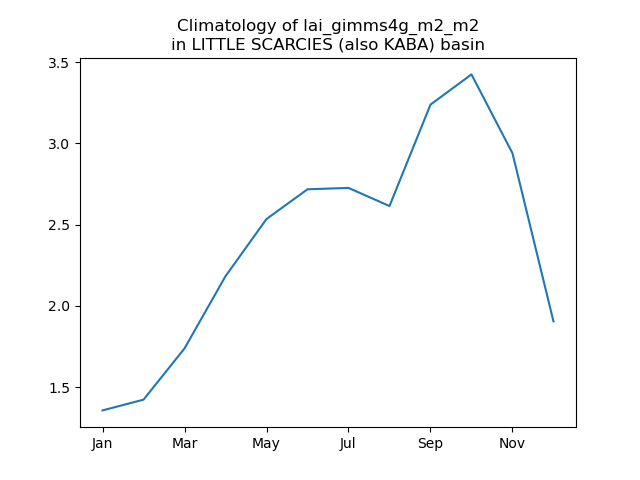 Climatology of lai_gimms4g_m2_m2
in LITTLE SCARCIES (also KABA) basin
3.5
3.0
2.5
2.0
1.5
Jan
Mar
May
Jul
Sep
Nov